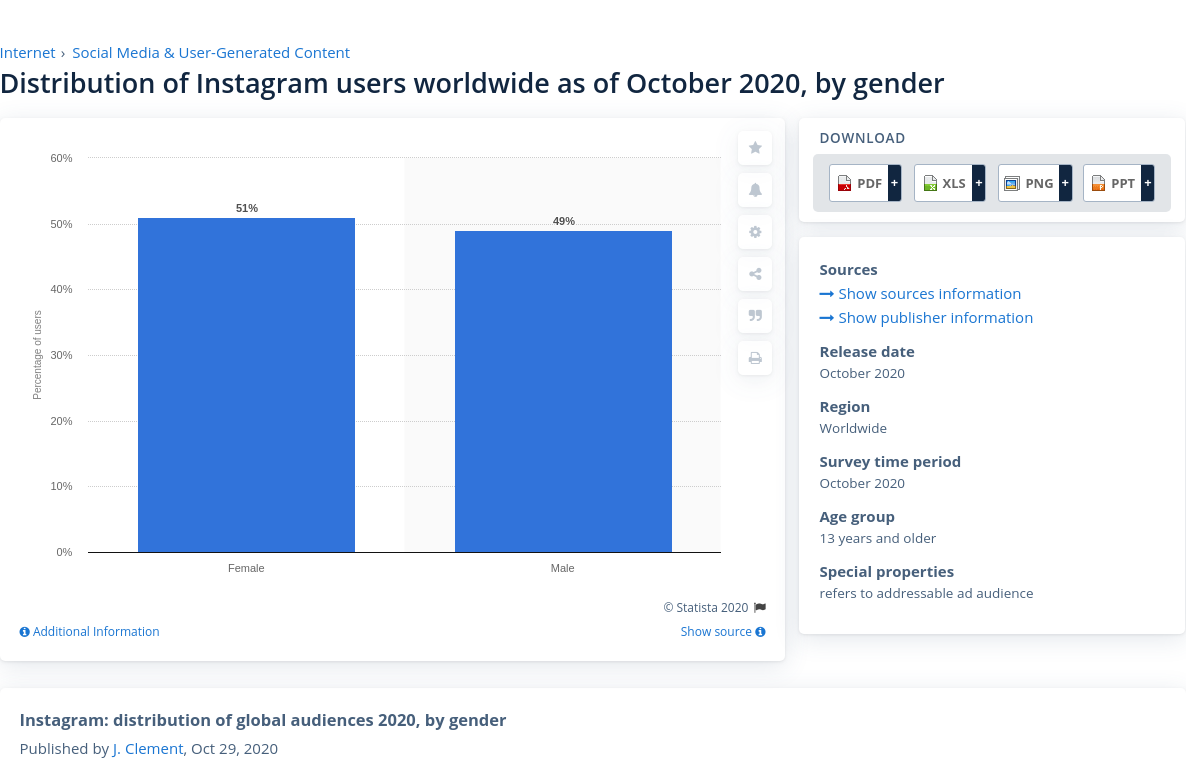 Internet › Social Media & User-Generated Content
Distribution of Instagram users worldwide as of October 2020, by gender
60%
50%
40%
30%
20%
10%
0%
Percentage of users
51%
49%
Female
Male
© Statista 2020
Additional Information
Show source
DOWNLOAD
PDF +
XLS +
PNG +
PPT +
Sources
Show sources information
Show publisher information
Release date
October 2020
Region
Worldwide
Survey time period
October 2020
Age group
13 years and older
Special properties
refers to addressable ad audience
Instagram: distribution of global audiences 2020, by gender
Published by J. Clement, Oct 29, 2020